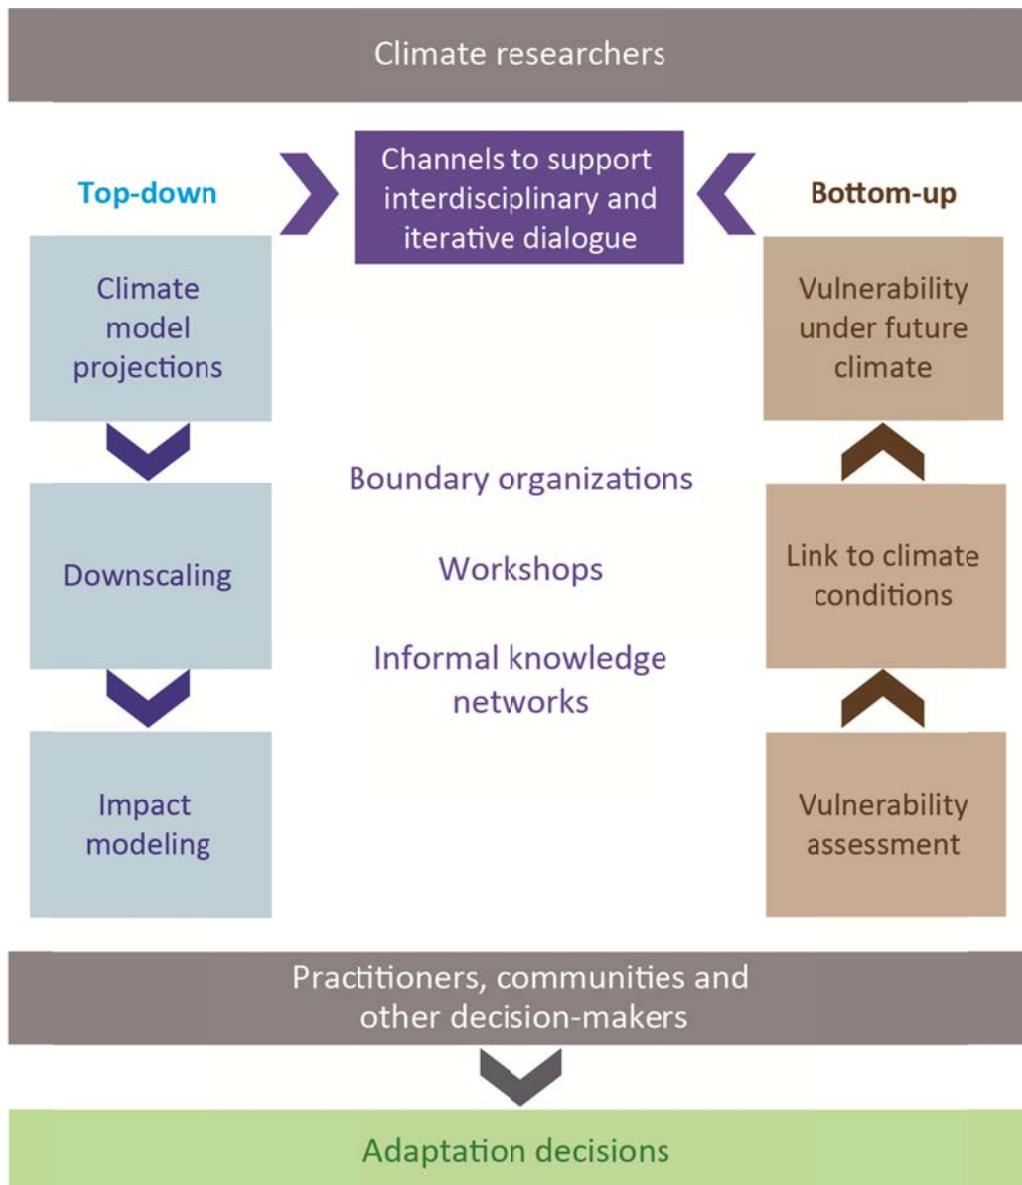 Climate researchers
Top-down
Channels to support
interdisciplinary and
iterative dialogue
Bottom-up
Climate
model
projections
Vulnerability
under future
climate
Boundary organizations
Downscaling
Workshops
Link to climate
conditions
Informal knowledge
networks
Impact
modeling
Vulnerability
assessment
Practitioners, communities and
other decision-makers
Adaptation decisions